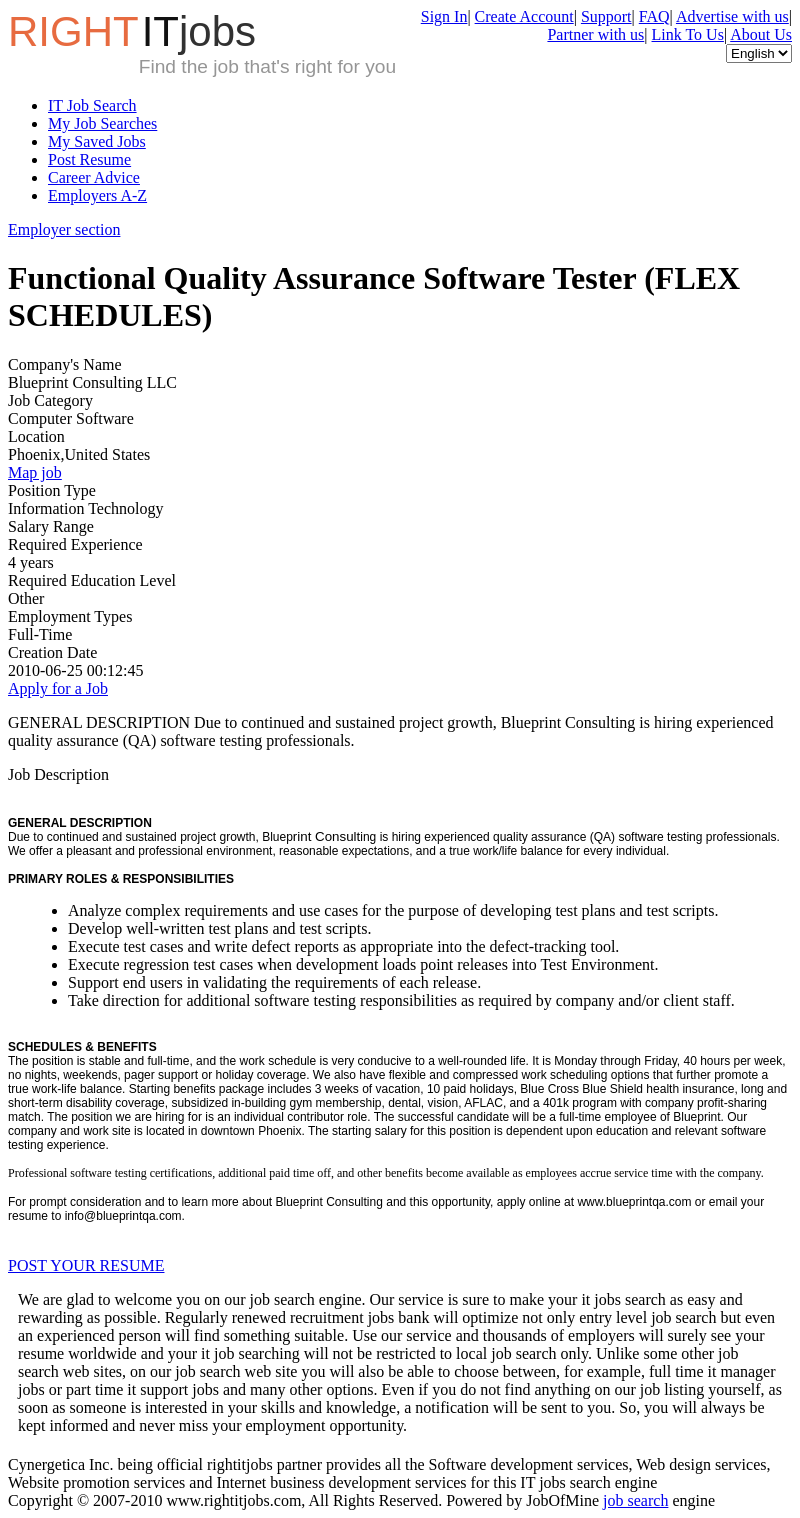 RIGHT ITjobs
Find the job that's right for you
Sign In| Create Account| Support| FAQ| Advertise with us|
Partner with us| Link To Us| About Us
English
IT Job Search
My Job Searches
My Saved Jobs
Post Resume
Career Advice
Employers A-Z
Employer section
Functional Quality Assurance Software Tester (FLEX
SCHEDULES)
Company's Name
Blueprint Consulting LLC
Job Category
Computer Software
Location
Phoenix,United States
Map job
Position Type
Information Technology
Salary Range
Required Experience
4 years
Required Education Level
Other
Employment Types
Full-Time
Creation Date
2010-06-25 00:12:45
Apply for a Job
GENERAL DESCRIPTION Due to continued and sustained project growth, Blueprint Consulting is hiring experienced
quality assurance (QA) software testing professionals.
Job Description
GENERAL DESCRIPTION
Due to continued and sustained project growth, Blueprint Consulting is hiring experienced quality assurance (QA) software testing professionals.
We offer a pleasant and professional environment, reasonable expectations, and a true work/life balance for every individual.
PRIMARY ROLES & RESPONSIBILITIES
Analyze complex requirements and use cases for the purpose of developing test plans and test scripts.
Develop well-written test plans and test scripts.
Execute test cases and write defect reports as appropriate into the defect-tracking tool.
Execute regression test cases when development loads point releases into Test Environment.
Support end users in validating the requirements of each release.
Take direction for additional software testing responsibilities as required by company and/or client staff.
SCHEDULES & BENEFITS
The position is stable and full-time, and the work schedule is very conducive to a well-rounded life. It is Monday through Friday, 40 hours per week,
no nights, weekends, pager support or holiday coverage. We also have flexible and compressed work scheduling options that further promote a
true work-life balance. Starting benefits package includes 3 weeks of vacation, 10 paid holidays, Blue Cross Blue Shield health insurance, long and
short-term disability coverage, subsidized in-building gym membership, dental, vision, AFLAC, and a 401k program with company profit-sharing
match. The position we are hiring for is an individual contributor role. The successful candidate will be a full-time employee of Blueprint. Our
company and work site is located in downtown Phoenix. The starting salary for this position is dependent upon education and relevant software
testing experience.
Professional software testing certifications, additional paid time off, and other benefits become available as employees accrue service time with the company.
For prompt consideration and to learn more about Blueprint Consulting and this opportunity, apply online at www.blueprintqa.com or email your
resume to info@blueprintqa.com.
POST YOUR RESUME
We are glad to welcome you on our job search engine. Our service is sure to make your it jobs search as easy and
rewarding as possible. Regularly renewed recruitment jobs bank will optimize not only entry level job search but even
an experienced person will find something suitable. Use our service and thousands of employers will surely see your
resume worldwide and your it job searching will not be restricted to local job search only. Unlike some other job
search web sites, on our job search web site you will also be able to choose between, for example, full time it manager
jobs or part time it support jobs and many other options. Even if you do not find anything on our job listing yourself, as
soon as someone is interested in your skills and knowledge, a notification will be sent to you. So, you will always be
kept informed and never miss your employment opportunity.
Cynergetica Inc. being official rightitjobs partner provides all the Software development services, Web design services,
Website promotion services and Internet business development services for this IT jobs search engine
Copyright © 2007-2010 www.rightitjobs.com, All Rights Reserved. Powered by JobOfMine job search engine